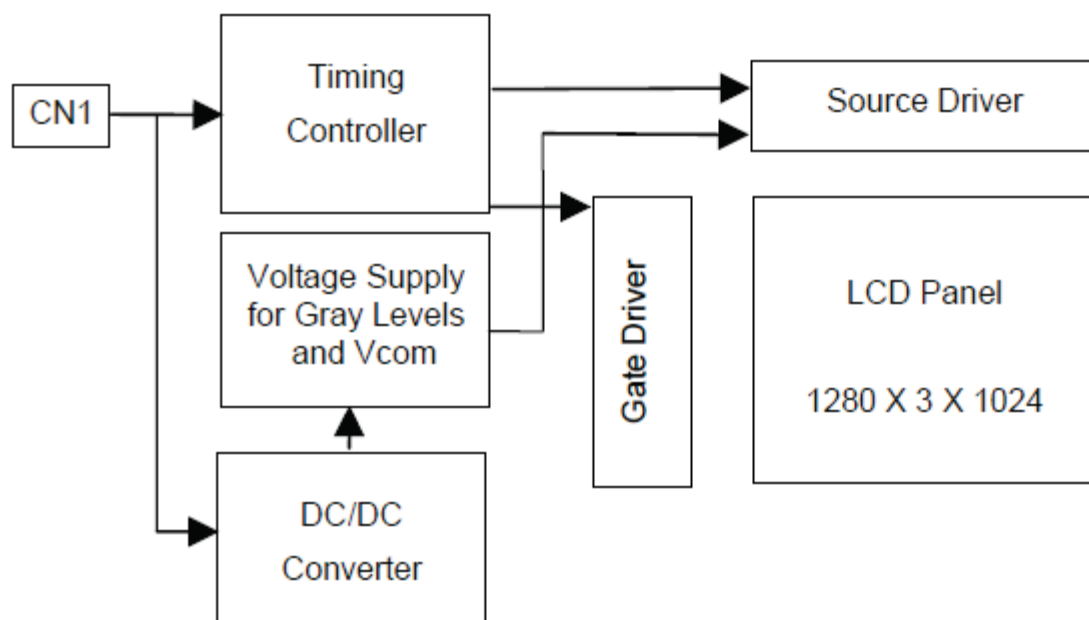 CN1
Timing
Controller
Source Driver
Voltage Supply
for Gray Levels
and Vcom
Gate Driver
LCD Panel
1280 X 3 X 1024
DC/DC
Converter